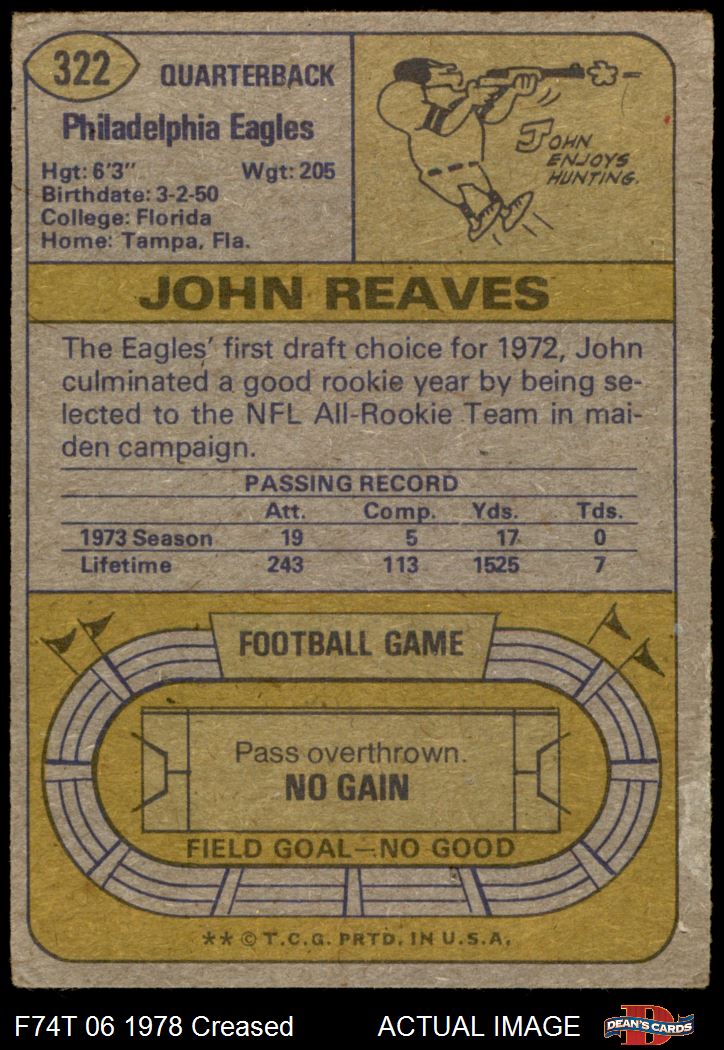 322
QUARTERBACK
Philadelphia Eagles
Hgt: 6'3" Wgt: 205
Birthdate: 3-2-50
College: Florida
Home: Tampa, Fla.
JOHN
ENJOYS
HUNTING.
JOHN REAVES
The Eagles' first draft choice for 1972, John
culminated a good rookie year by being se-
lected to the NFL All-Rookie Team in mai-
den campaign.
PASSING RECORD
Att. Comp. Yds. Tds.
1973 Season 19 5 17 0
Lifetime 243 113 1525 7
FOOTBALL GAME
Pass overthrown.
NO GAIN
FIELD GOAL—NO GOOD
** © T.C.G. PRTD. IN U.S.A.
F74T 06 1978 Creased ACTUAL IMAGE
D
DEAN'S CARDS